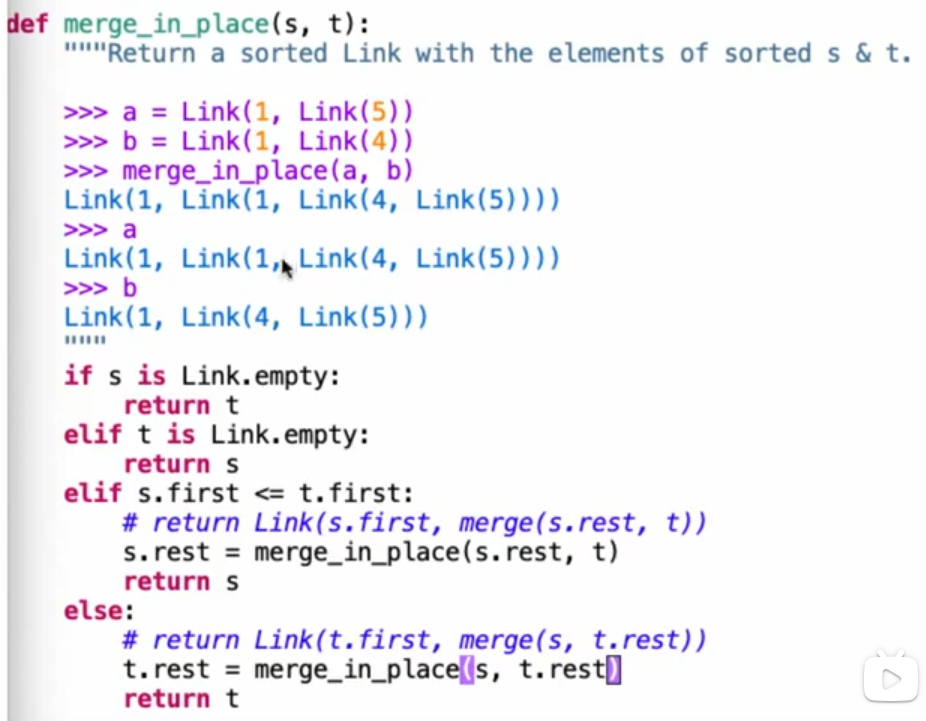 def merge_in_place(s, t):
    """Return a sorted Link with the elements of sorted s & t.

    >>> a = Link(1, Link(5))
    >>> b = Link(1, Link(4))
    >>> merge_in_place(a, b)
    Link(1, Link(1, Link(4, Link(5))))
    >>> a
    Link(1, Link(1, Link(4, Link(5))))
    >>> b
    Link(1, Link(4, Link(5)))
    """
    if s is Link.empty:
        return t
    elif t is Link.empty:
        return s
    elif s.first <= t.first:
        # return Link(s.first, merge(s.rest, t))
        s.rest = merge_in_place(s.rest, t)
        return s
    else:
        # return Link(t.first, merge(s, t.rest))
        t.rest = merge_in_place(s, t.rest)
        return t